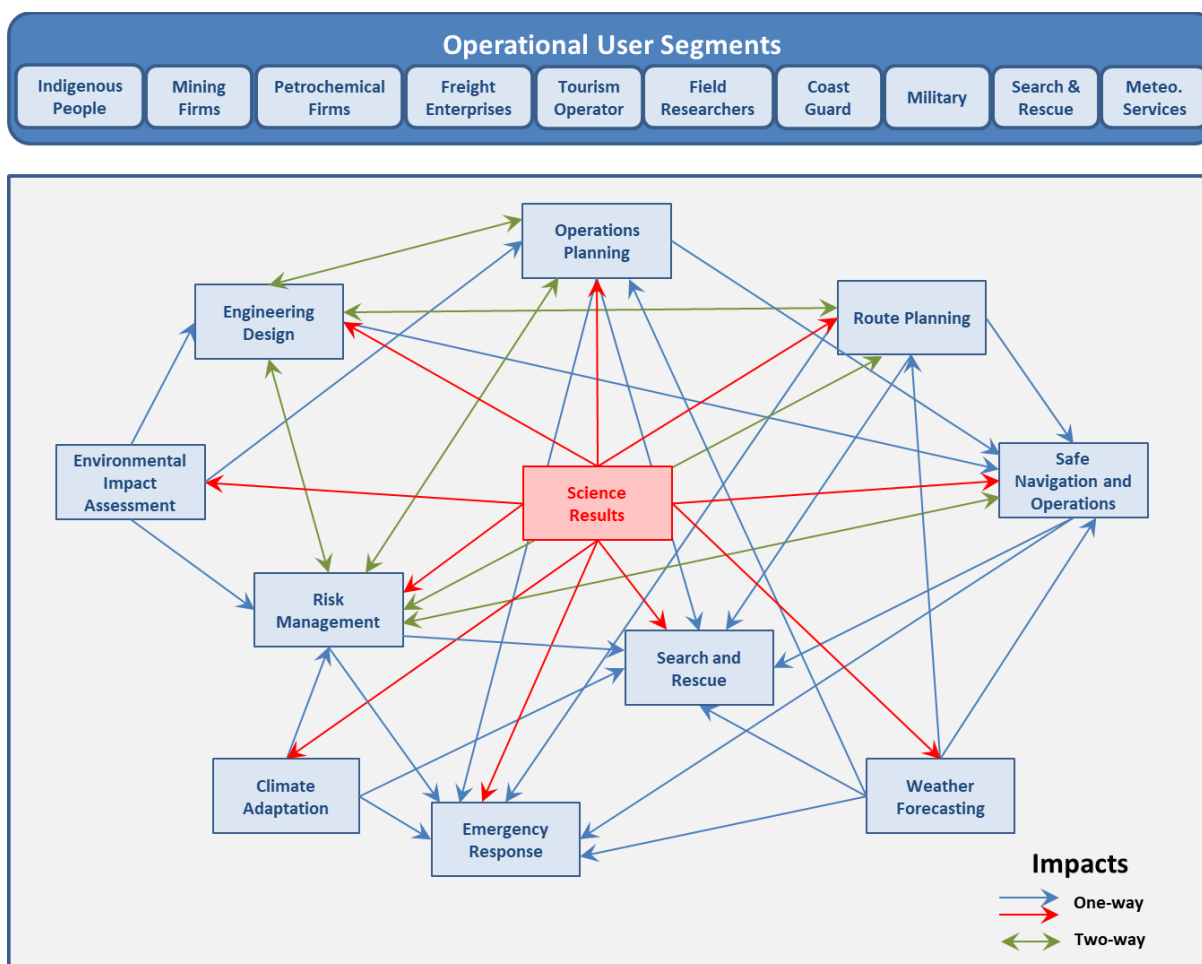 Operational User Segments
Indigenous
People
Mining
Firms
Petrochemical
Firms
Freight
Enterprises
Tourism
Operator
Field
Researchers
Coast
Guard
Military
Search &
Rescue
Meteo.
Services
Operations
Planning
Engineering
Design
Route Planning
Environmental
Impact
Assessment
Science
Results
Safe
Navigation and
Operations
Risk
Management
Search and
Rescue
Climate
Adaptation
Emergency
Response
Weather
Forecasting
Impacts
One-way
Two-way